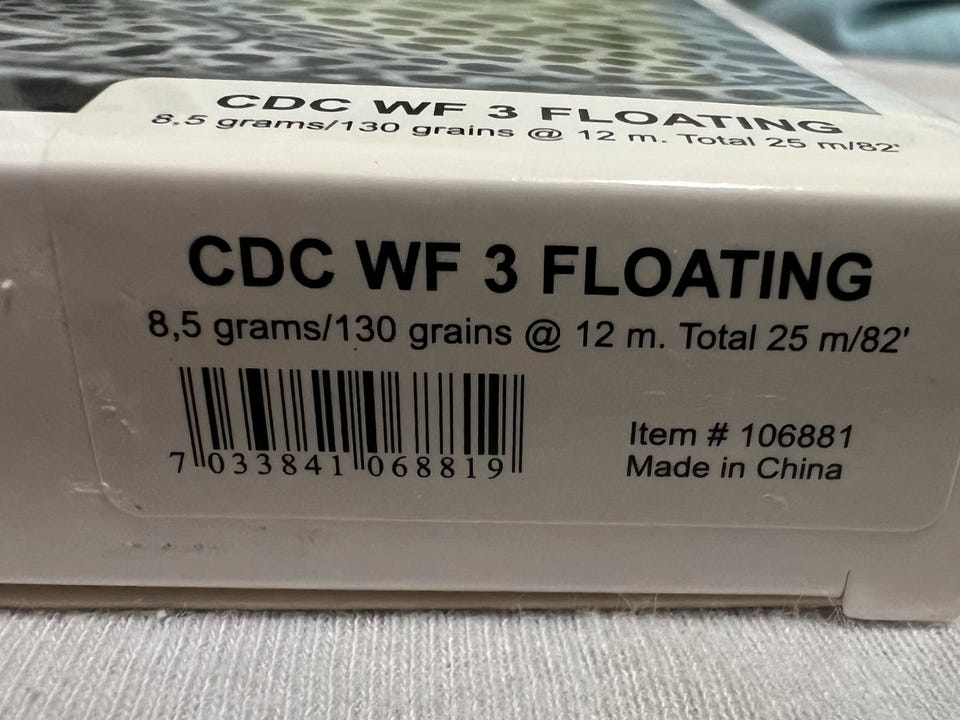 CDC WF 3 FLOATING
8,5 grams/130 grains @ 12 m. Total 25 m/82'
CDC WF 3 FLOATING
8,5 grams/130 grains @ 12 m. Total 25 m/82'
7 033841 068819
Item # 106881
Made in China